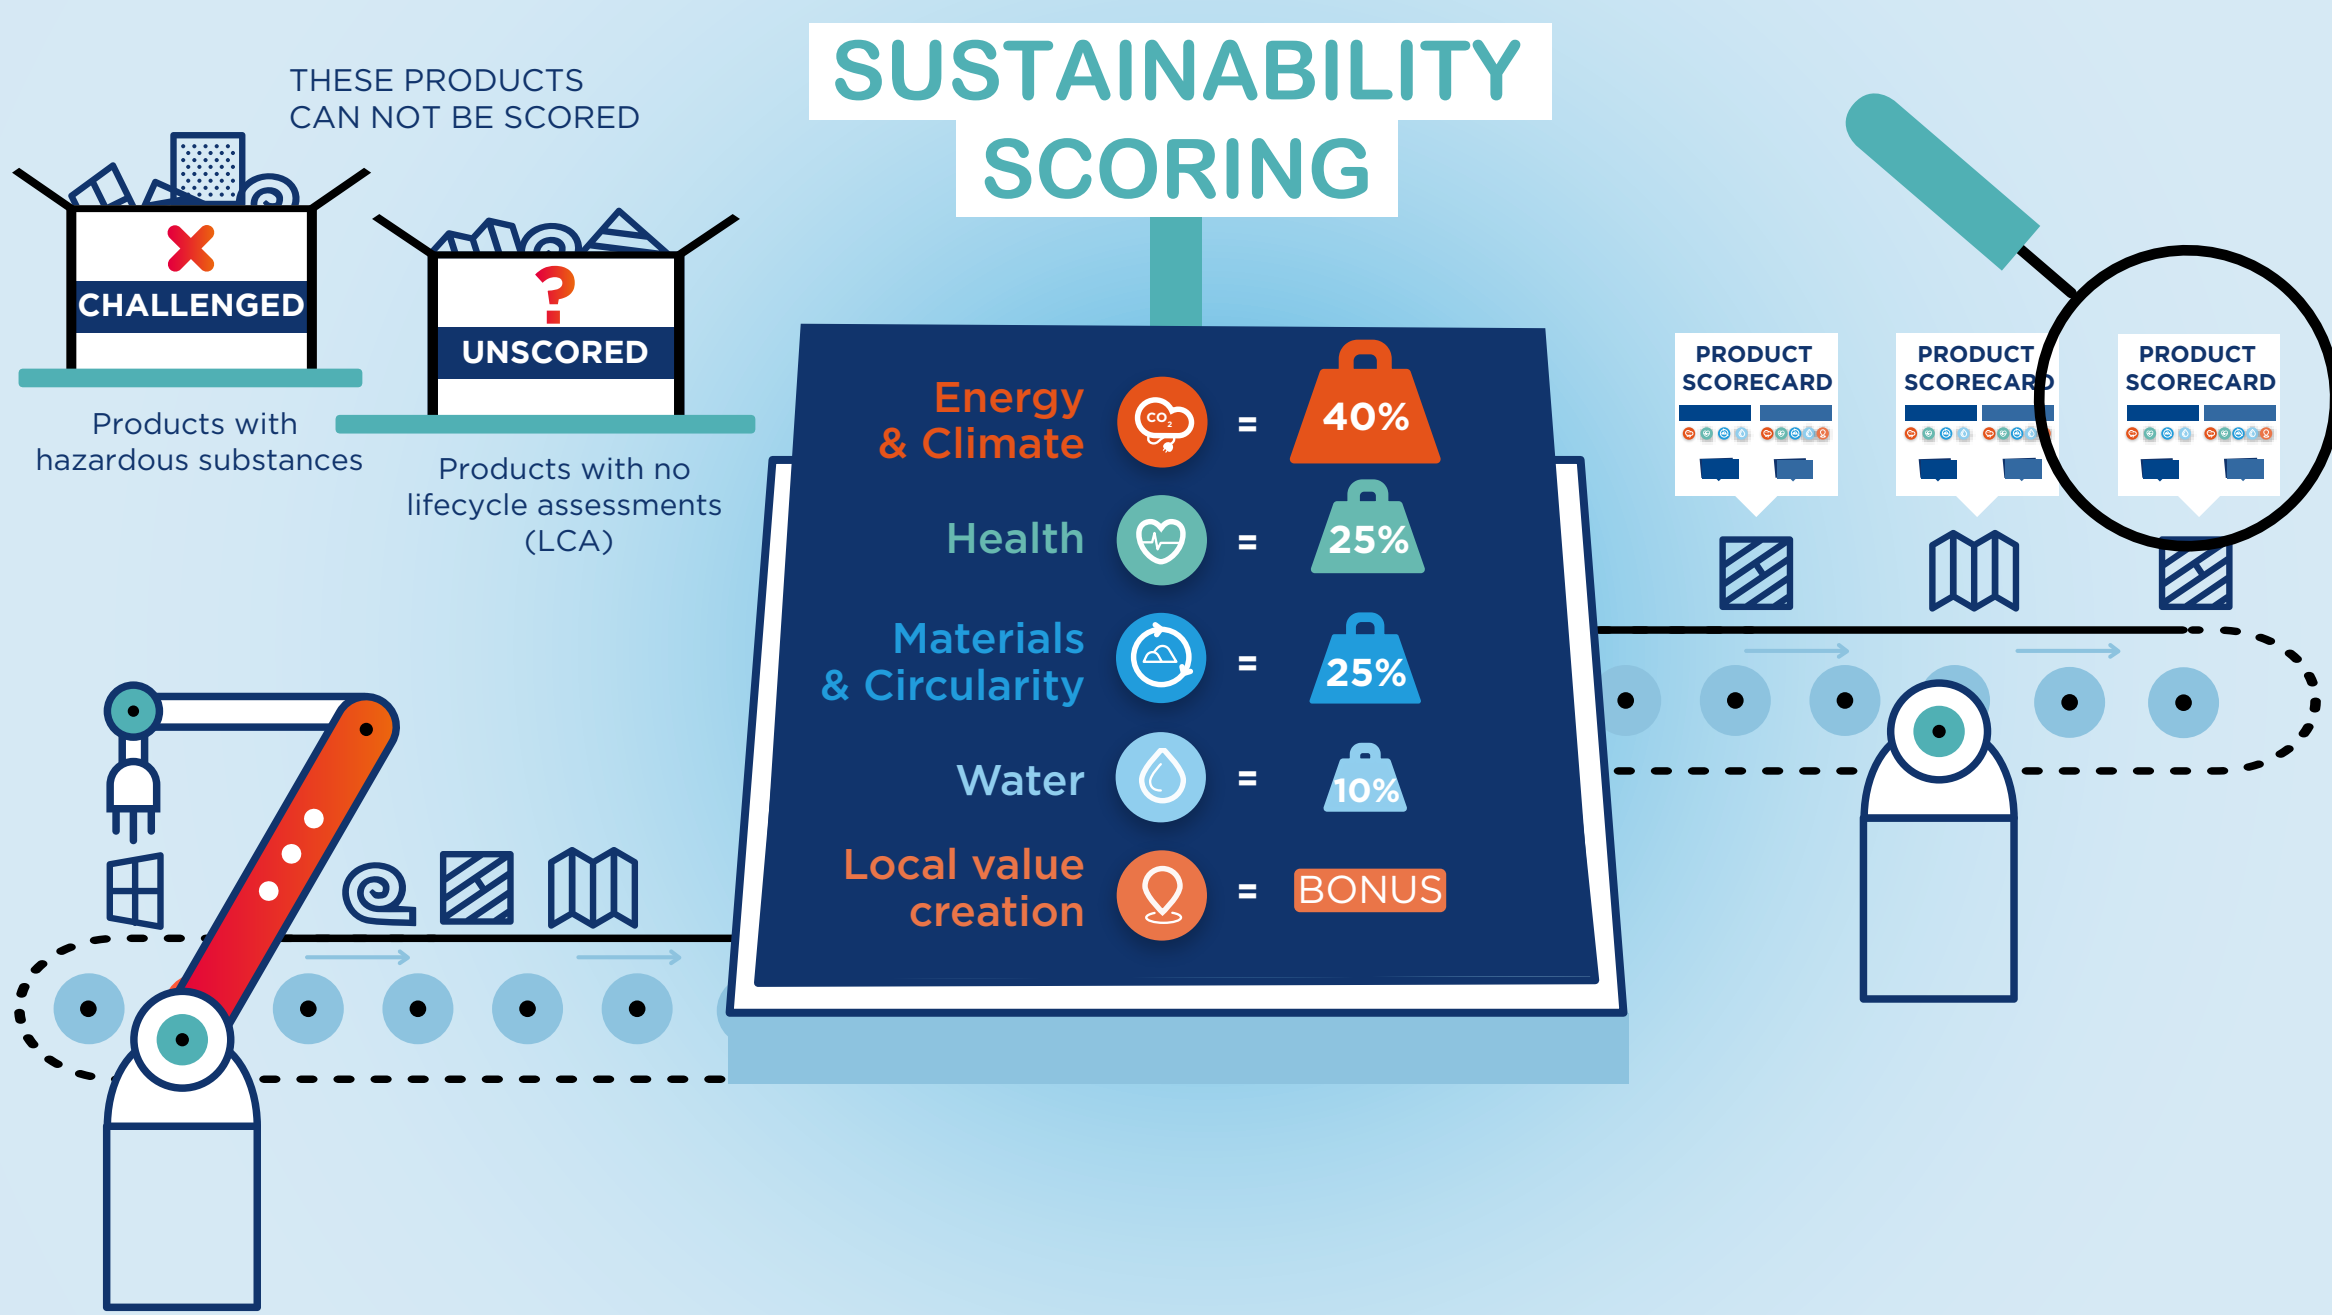 SUSTAINABILITY
SCORING
THESE PRODUCTS
CAN NOT BE SCORED
CHALLENGED
Products with
hazardous substances
?
UNSCORED
Products with no
lifecycle assessments
(LCA)
Energy
& Climate
CO2
=
40%
Health
=
25%
Materials
& Circularity
=
25%
Water
=
10%
Local value
creation
=
BONUS
PRODUCT
SCORECARD
PRODUCT
SCORECARD
PRODUCT
SCORECARD